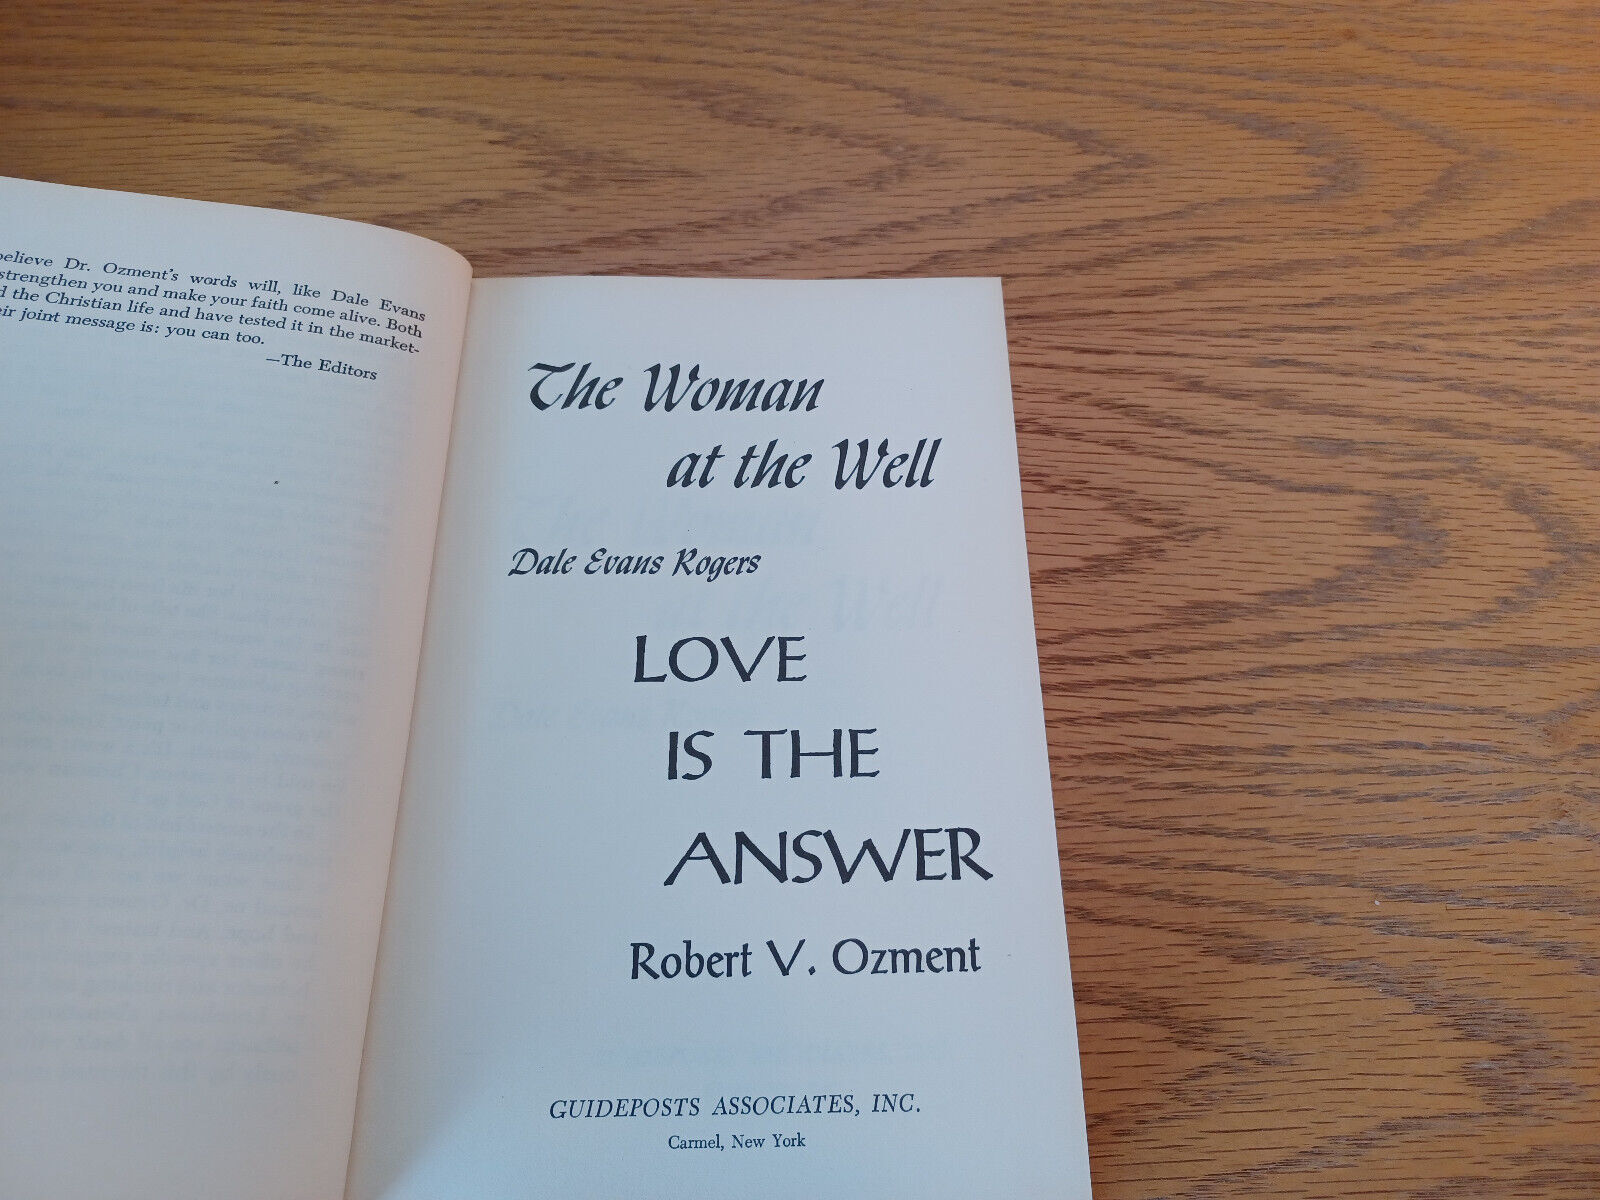 believe Dr. Ozment's words will, like Dale Evans
strengthen you and make your faith come alive. Both
the Christian life and have tested it in the market-
joint message is: you can too.
—The Editors
The Woman
at the Well
Dale Evans Rogers
LOVE
IS THE
ANSWER
Robert V. Ozment
GUIDEPOSTS ASSOCIATES, INC.
Carmel, New York